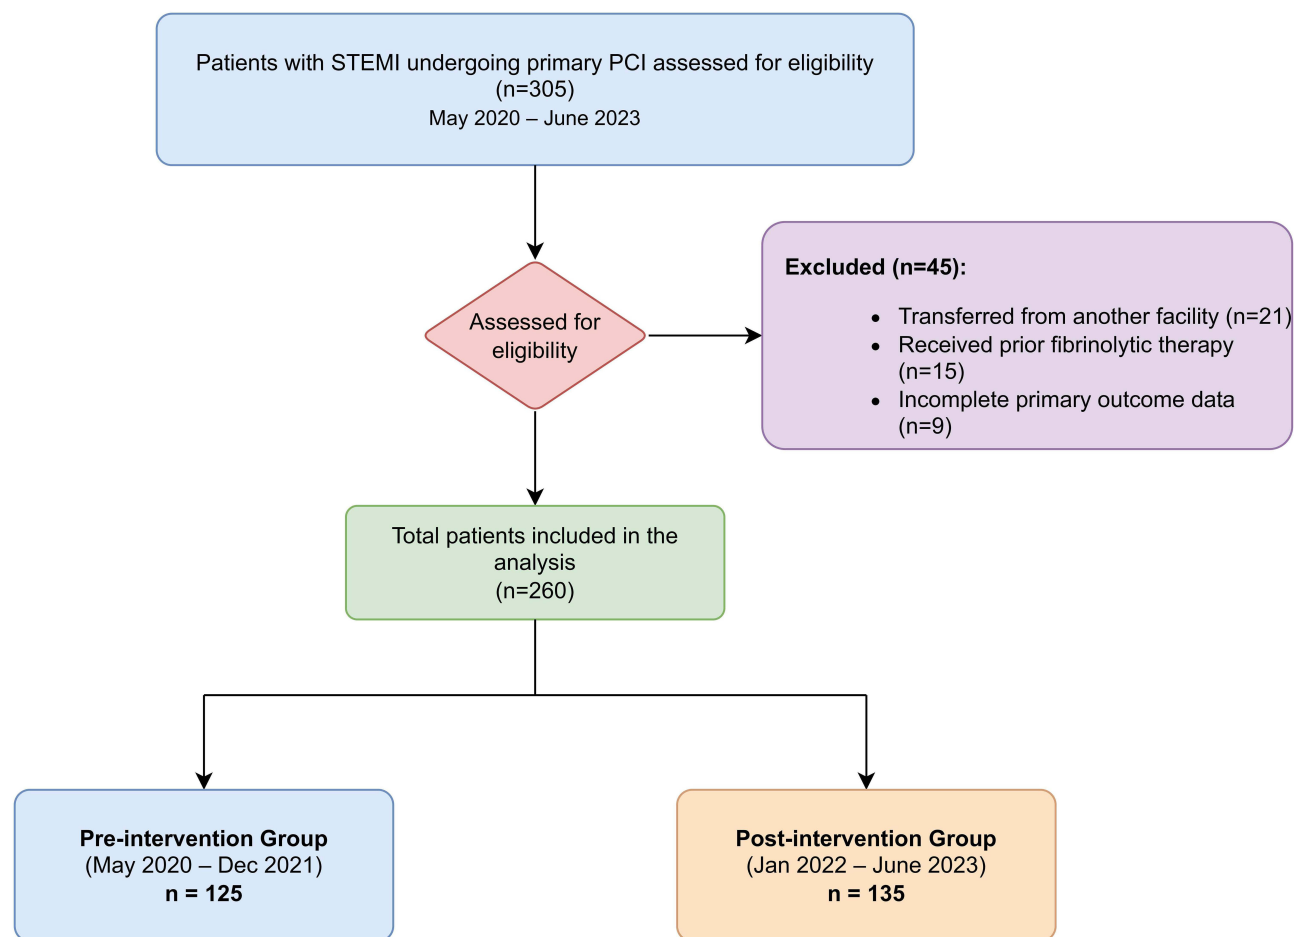 Patients with STEMI undergoing primary PCI assessed for eligibility
(n=305)
May 2020 – June 2023
Assessed for
eligibility
Excluded (n=45):
• Transferred from another facility (n=21)
• Received prior fibrinolytic therapy
(n=15)
• Incomplete primary outcome data
(n=9)
Total patients included in the
analysis
(n=260)
Pre-intervention Group
(May 2020 – Dec 2021)
n = 125
Post-intervention Group
(Jan 2022 – June 2023)
n = 135